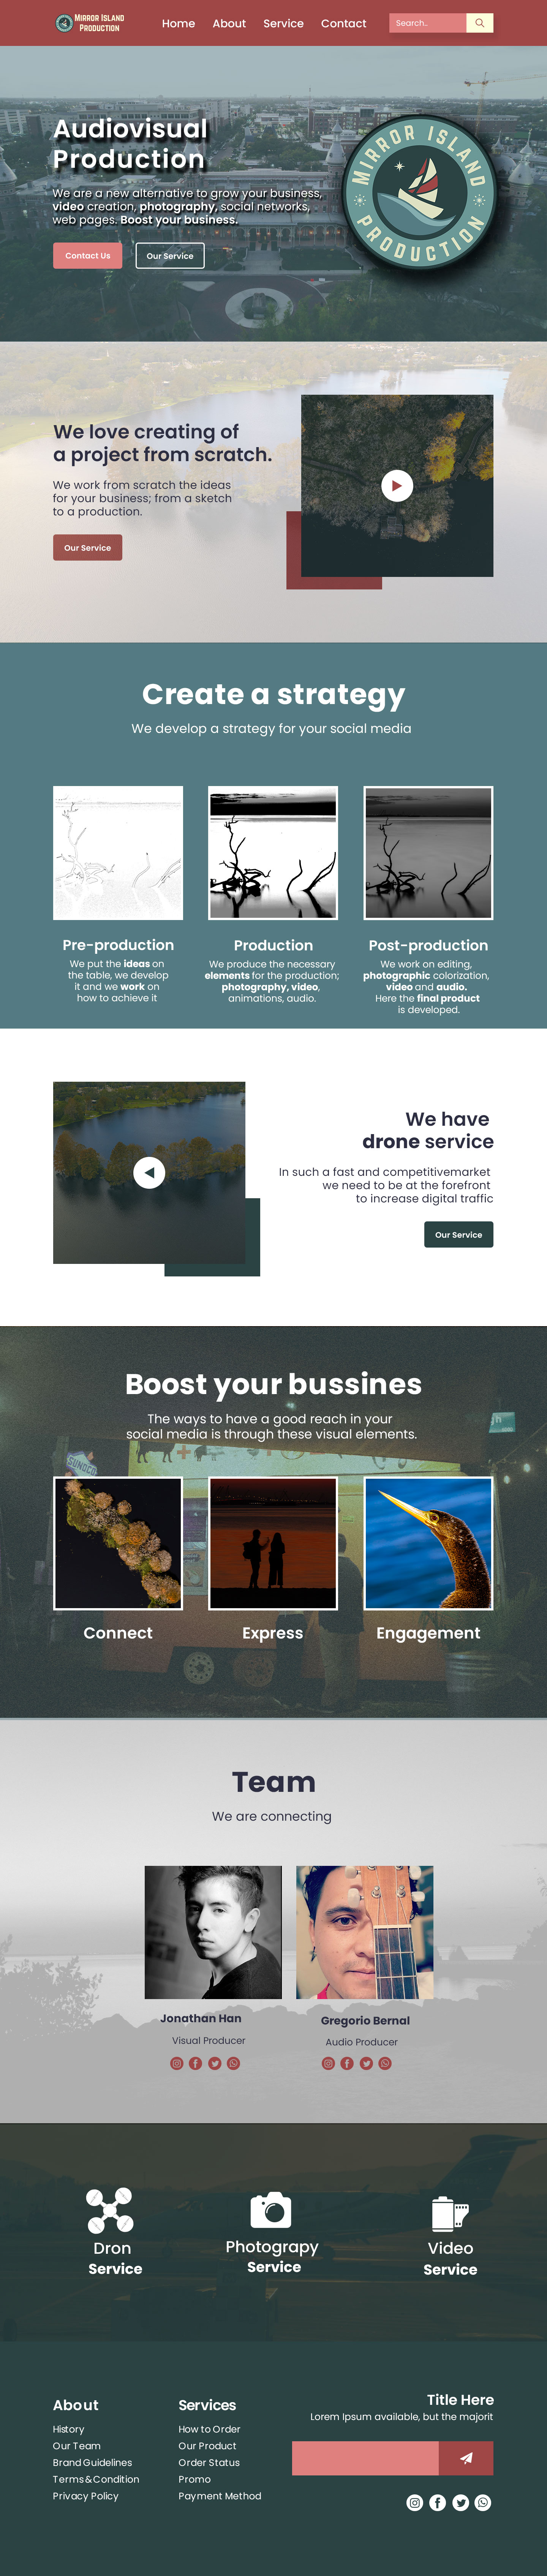 Mirror Island
Production
Home
About
Service
Contact
Search..
Audiovisual
Production
We are a new alternative to grow your business,
video creation, photography, social networks,
web pages. Boost your business.
Contact Us
Our Service
MIRROR ISLAND
PRODUCTION
We love creating of
a project from scratch.
We work from scratch the ideas
for your business; from a sketch
to a production.
Our Service
Create a strategy
We develop a strategy for your social media
Pre-production
We put the ideas on
the table, we develop
it and we work on
how to achieve it
Production
We produce the necessary
elements for the production;
photography, video,
animations, audio.
Post-production
We work on editing,
photographic colorization,
video and audio.
Here the final product
is developed.
We have
drone service
In such a fast and competitivemarket
we need to be at the forefront
to increase digital traffic
Our Service
Boost your bussines
The ways to have a good reach in your
social media is through these visual elements.
SUNOCO
Connect
Express
Engagement
Team
We are connecting
Jonathan Han
Visual Producer
Gregorio Bernal
Audio Producer
Dron
Service
Photograpy
Service
Video
Service
About
History
Our Team
Brand Guidelines
Terms & Condition
Privacy Policy
Services
How to Order
Our Product
Order Status
Promo
Payment Method
Title Here
Lorem Ipsum available, but the majorit